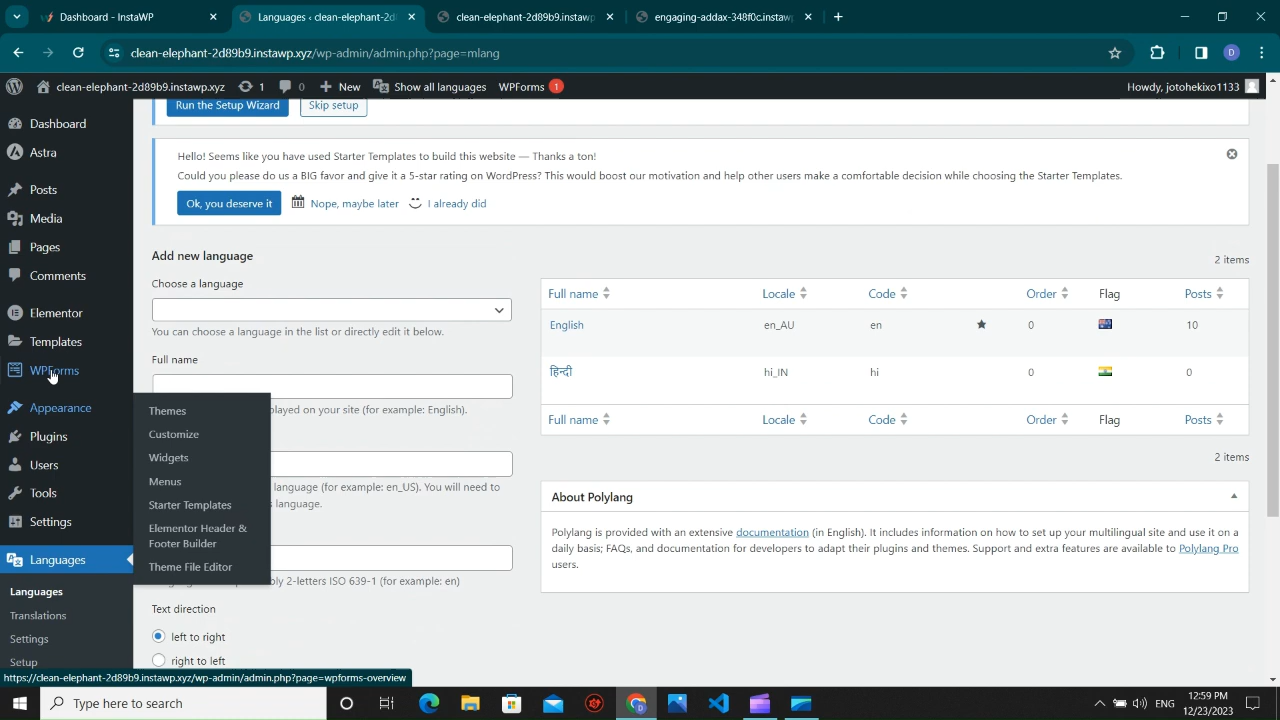 Dashboard - InstaWP
Languages ‹ clean-elephant-2d8
clean-elephant-2d89b9.instawp
engaging-addax-348f0c.instaw
clean-elephant-2d89b9.instawp.xyz/wp-admin/admin.php?page=mlang
D
clean-elephant-2d89b9.instawp.xyz 1 0 New Show all languages WPForms 1
Howdy, jotohekixo1133
Dashboard
Astra
Posts
Media
Pages
Comments
Elementor
Templates
WPForms
Appearance
Plugins
Users
Tools
Settings
Languages
Languages
Translations
Settings
Setup
Themes
Customize
Widgets
Menus
Starter Templates
Elementor Header &
Footer Builder
Theme File Editor
Run the Setup Wizard Skip setup
Hello! Seems like you have used Starter Templates to build this website — Thanks a ton!
Could you please do us a BIG favor and give it a 5-star rating on WordPress? This would boost our motivation and help other users make a comfortable decision while choosing the Starter Templates.
Ok, you deserve it Nope, maybe later I already did
Add new language
Choose a language
You can choose a language in the list or directly edit it below.
Full name
played on your site (for example: English).
language (for example: en_US). You will need to
s language.
ly 2-letters ISO 639-1 (for example: en)
Text direction
left to right
right to left
2 items
Full name Locale Code Order Flag Posts
English en_AU en 0 10
हिन्दी hi_IN hi 0 0
Full name Locale Code Order Flag Posts
2 items
About Polylang
Polylang is provided with an extensive documentation (in English). It includes information on how to set up your multilingual site and use it on a
daily basis; FAQs, and documentation for developers to adapt their plugins and themes. Support and extra features are available to Polylang Pro
users.
https://clean-elephant-2d89b9.instawp.xyz/wp-admin/admin.php?page=wpforms-overview
Type here to search
D
ENG
12:59 PM
12/23/2023